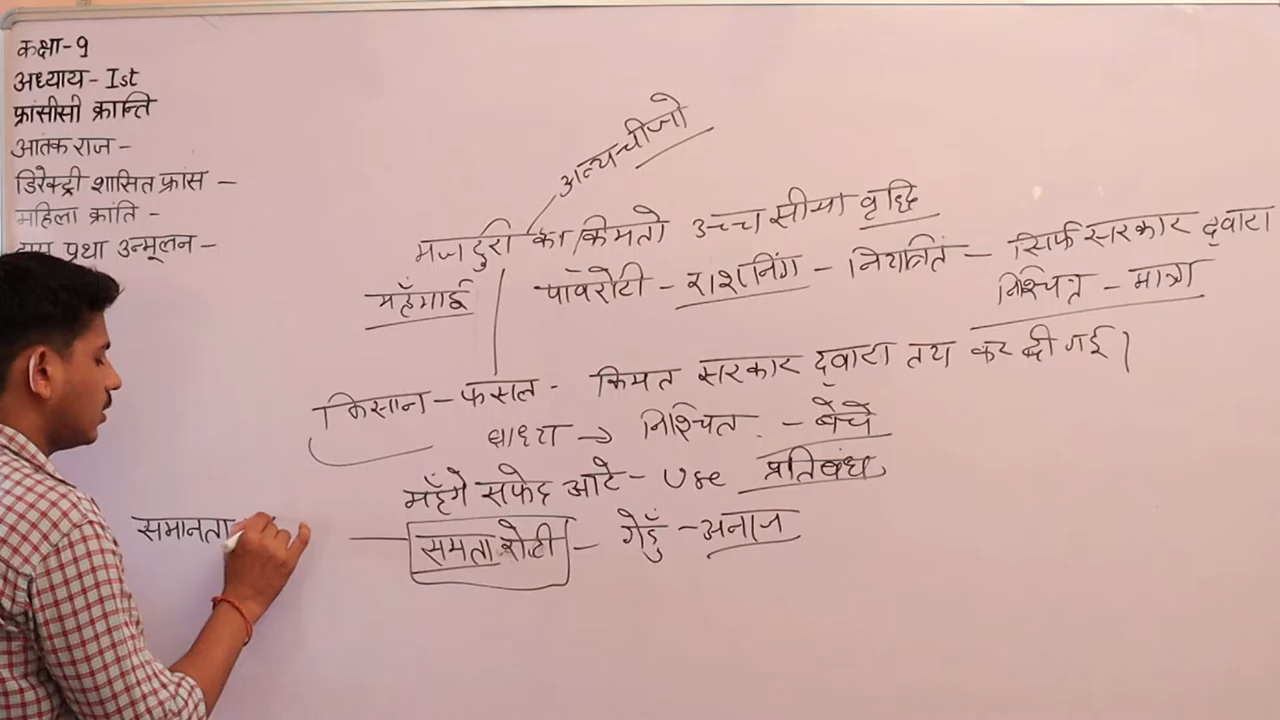 कक्षा-9
अध्याय-Ist
फ्रांसीसी क्रान्ति
आतंक राज-
डिरेक्ट्री शासित फ्रांस -
महिला क्रांति -
प्रथा उन्मूलन -
अन्य चीजो
मजदुरी का किमतो उच्च सीमा वृद्धि
महँगाई
पॉवरोटी - राशनिंग - नियंत्रित - सिर्फ सरकार द्वारा
निश्चित - मात्रा
किसान - फसल - किमत सरकार द्वारा तय कर दी गई।
→ निश्चित - बेंचें
महँगे सफेद आटे - Use प्रतिबंध
समानता
समता रोटी - गेहुँ - अनाज